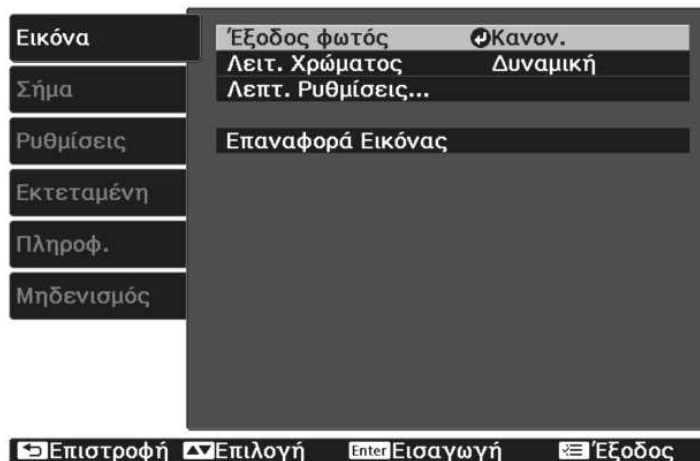 Εικόνα
Σήμα
Ρυθμίσεις
Εκτεταμένη
Πληροφ.
Μηδενισμός
Έξοδος φωτός Κανον.
Λειτ. Χρώματος Δυναμική
Λεπτ. Ρυθμίσεις...
Επαναφορά Εικόνας
Επιστροφή Επιλογή Enter Εισαγωγή Έξοδος